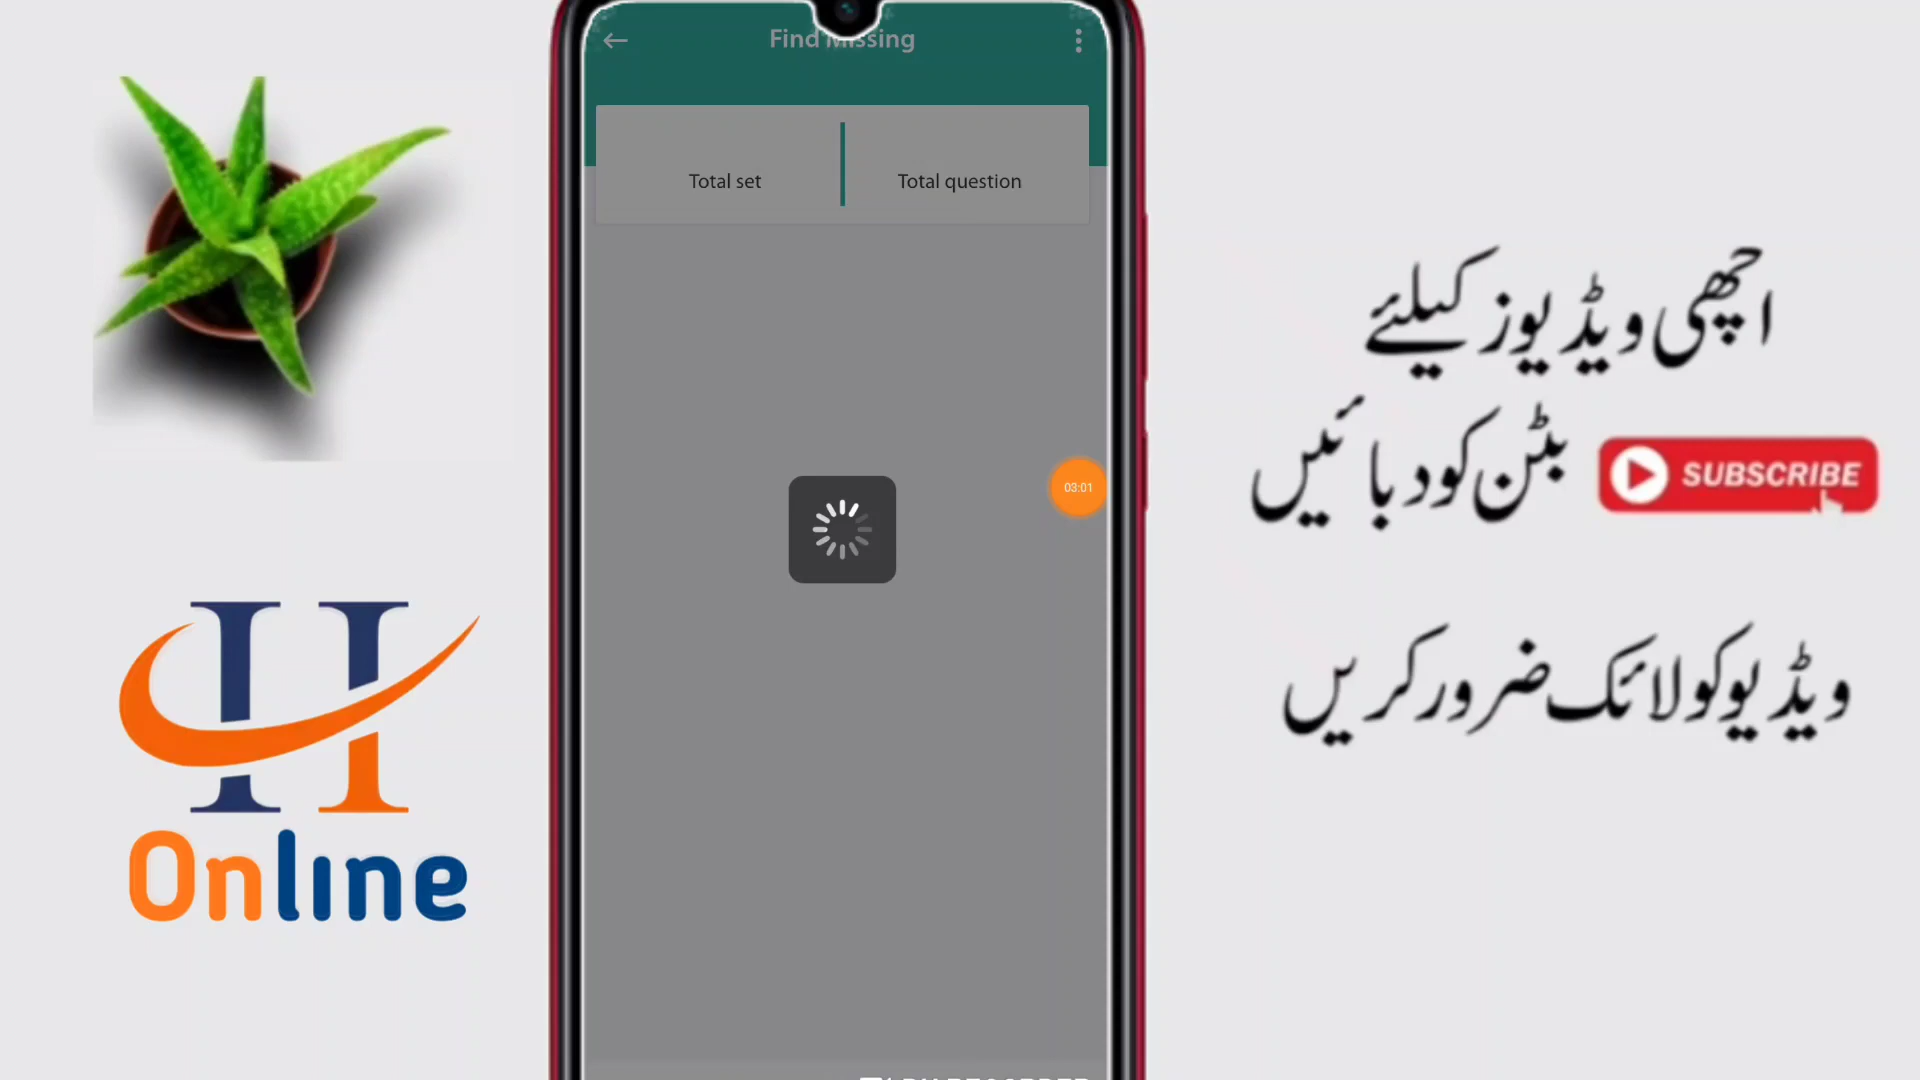 Find Missing
Total set
Total question
03:01
اچھی ویڈیوز کیلئے
بٹن کو دبائیں
SUBSCRIBE
ویڈیو کو لائک ضرور کریں
H
Online